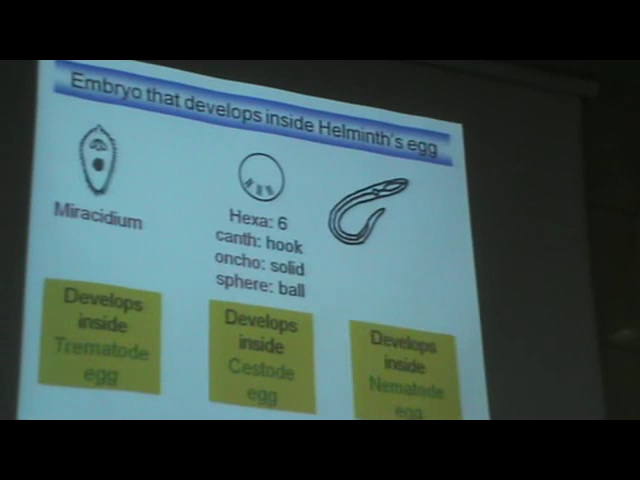 Embryo that develops inside Helminth's egg
Miracidium
Hexa: 6
canth: hook
oncho: solid
sphere: ball
Develops
inside
Trematode
egg
Develops
inside
Cestode
egg
Develops
inside
Nematode
egg